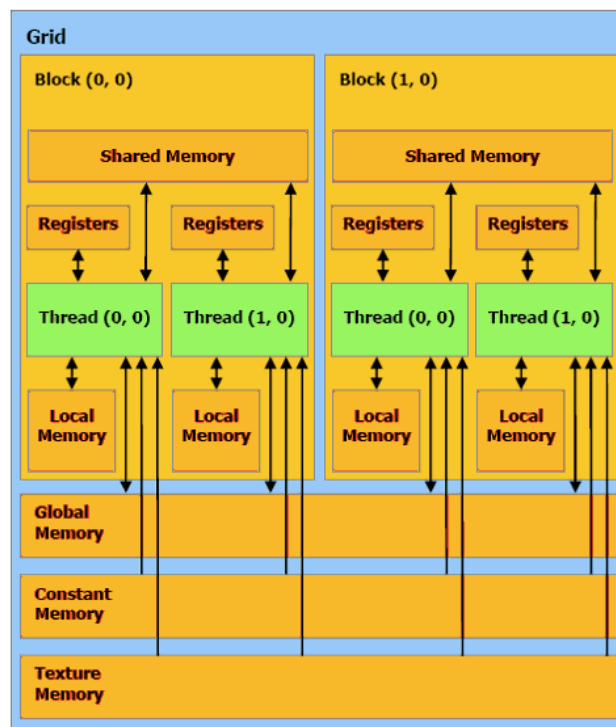 Grid
Block (0, 0)
Block (1, 0)
Shared Memory
Shared Memory
Registers
Registers
Registers
Registers
Thread (0, 0)
Thread (1, 0)
Thread (0, 0)
Thread (1, 0)
Local
Memory
Local
Memory
Local
Memory
Local
Memory
Global
Memory
Constant
Memory
Texture
Memory